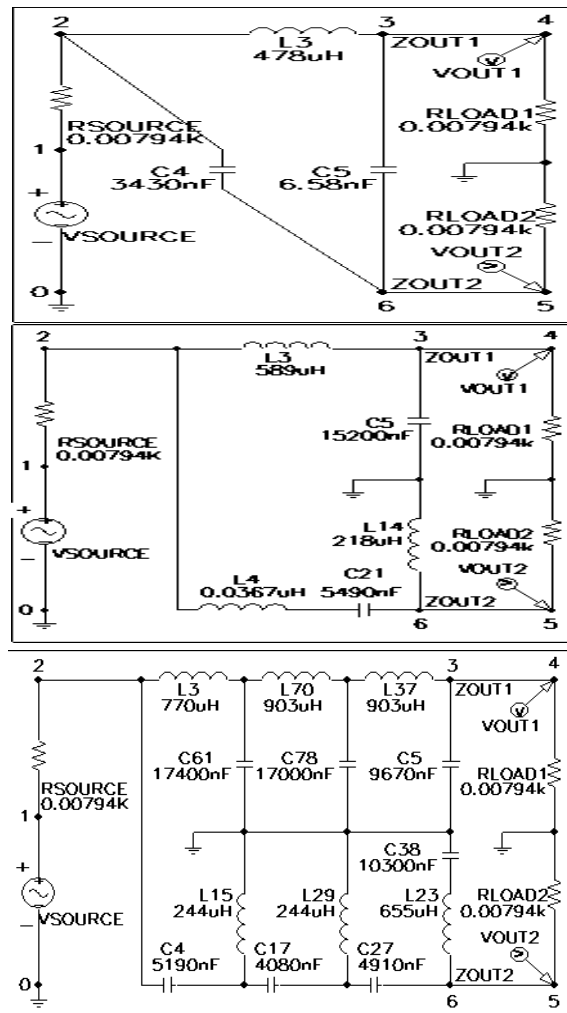 2
L3
478uH
3
ZOUT1
4
VOUT1
RSOURCE
0.00794k
RLOAD1
0.00794k
1
C4
3430nF
C5
6.58nF
+
VSOURCE
–
RLOAD2
0.00794k
VOUT2
0
ZOUT2
6
5
2
L3
589uH
3
ZOUT1
4
VOUT1
C5
15200nF
RLOAD1
0.00794k
RSOURCE
0.00794K
1
+
VSOURCE
–
L14
218uH
RLOAD2
0.00794k
VOUT2
L4
0.0367uH
C21
5490nF
0
ZOUT2
6
5
2
L3
770uH
L70
903uH
L37
903uH
3
ZOUT1
4
VOUT1
C61
17400nF
C78
17000nF
C5
9670nF
RLOAD1
0.00794k
RSOURCE
0.00794K
1
C38
10300nF
+
VSOURCE
–
L15
244uH
L29
244uH
L23
655uH
RLOAD2
0.00794k
VOUT2
C4
5190nF
C17
4080nF
C27
4910nF
0
ZOUT2
6
5